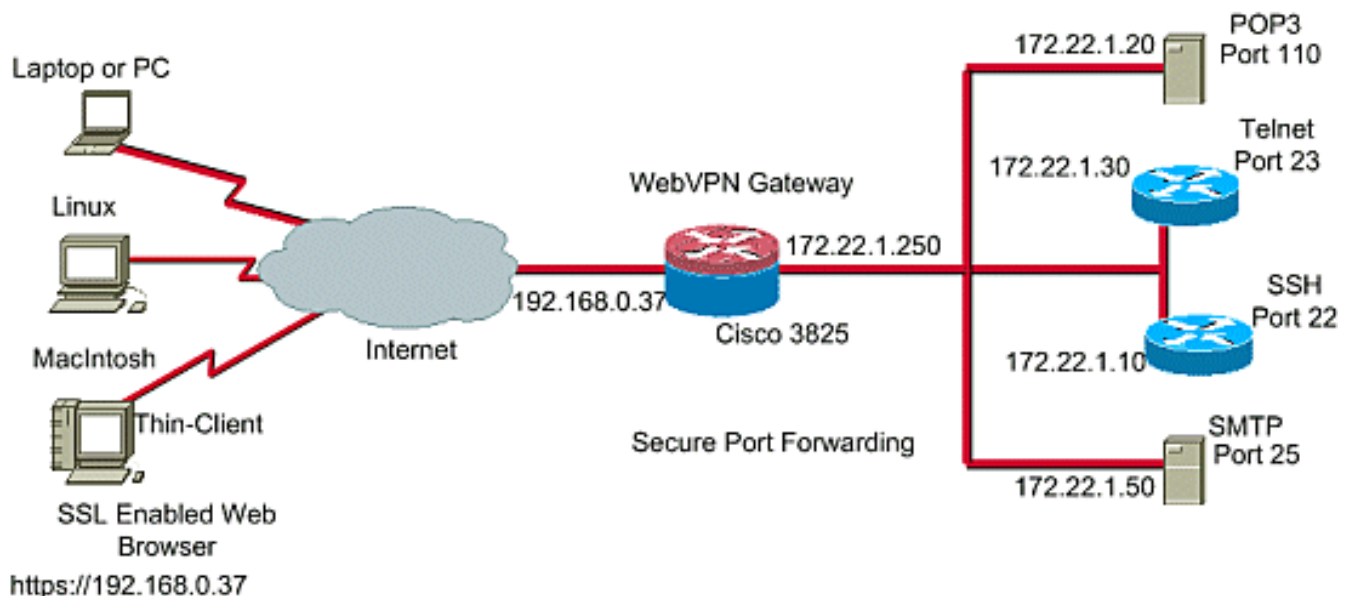 Laptop or PC
Linux
MacIntosh
Thin-Client
SSL Enabled Web
Browser
https://192.168.0.37
Internet
192.168.0.37
WebVPN Gateway
172.22.1.250
Cisco 3825
Secure Port Forwarding
172.22.1.20
POP3
Port 110
172.22.1.30
Telnet
Port 23
172.22.1.10
SSH
Port 22
172.22.1.50
SMTP
Port 25